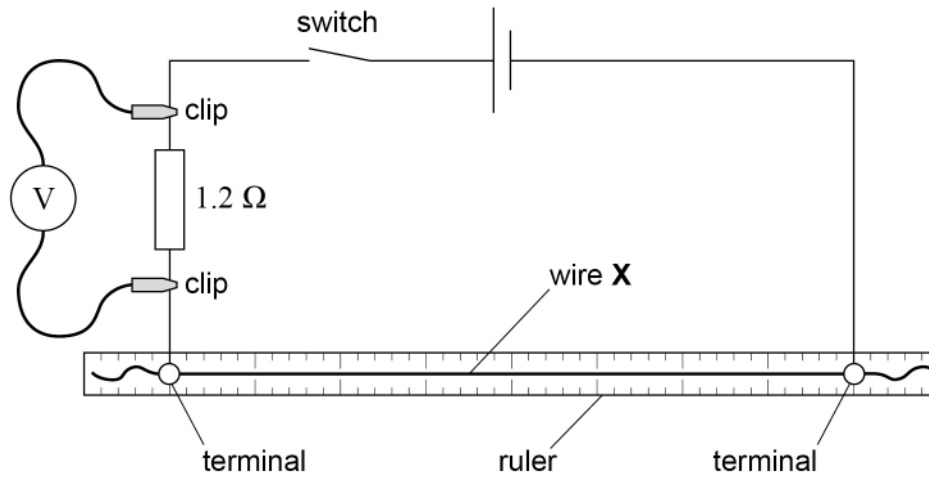 switch
clip
V
1.2 Ω
clip
wire X
terminal
ruler
terminal